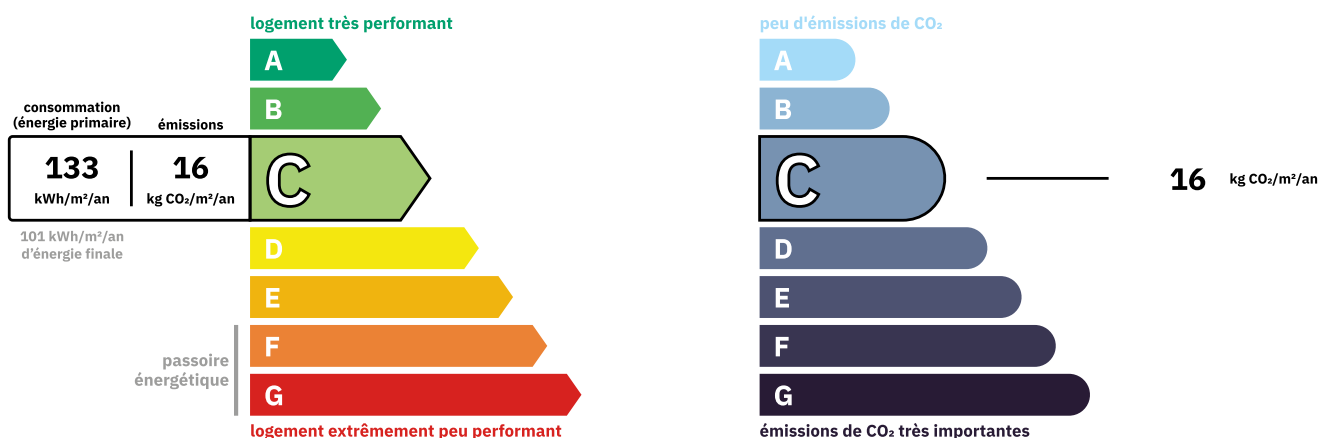 logement très performant
A
B
consommation
(énergie primaire)
émissions
133
kWh/m²/an
16
kg CO₂/m²/an
C
101 kWh/m²/an
d'énergie finale
D
E
F
passoire
énergétique
G
logement extrêmement peu performant
peu d'émissions de CO₂
A
B
C
16 kg CO₂/m²/an
D
E
F
G
émissions de CO₂ très importantes